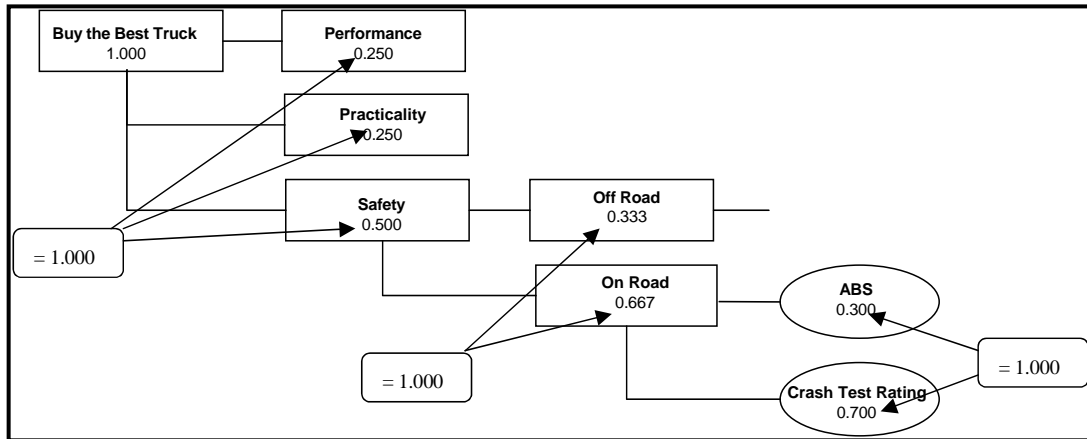 Buy the Best Truck
1.000
Performance
0.250
Practicality
0.250
Safety
0.500
Off Road
0.333
= 1.000
On Road
0.667
ABS
0.300
= 1.000
= 1.000
Crash Test Rating
0.700